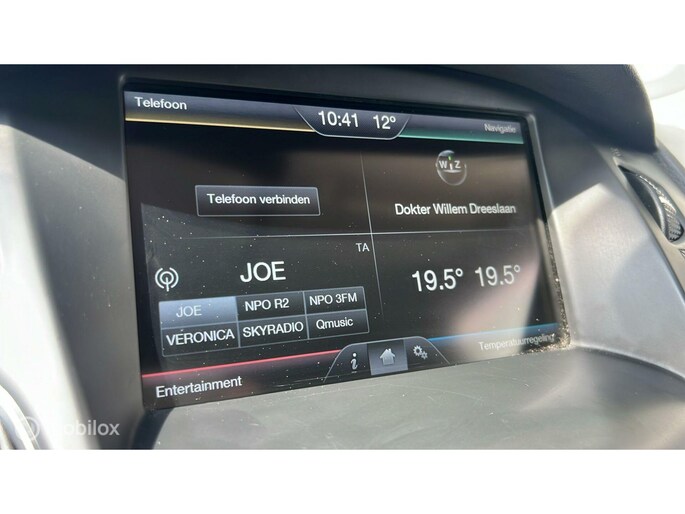 Telefoon
10:41 12°
Navigatie
W Z
Telefoon verbinden
Dokter Willem Dreeslaan
TA
JOE
19.5° 19.5°
JOE NPO R2 NPO 3FM
VERONICA SKYRADIO Qmusic
i
Temperatuurregeling
Entertainment
Mobilox